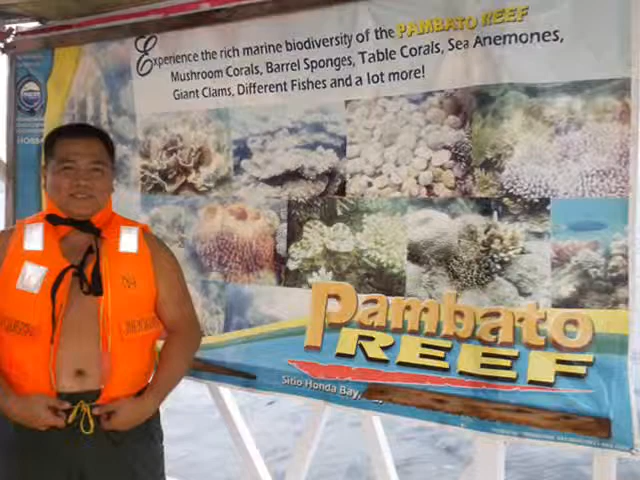 Experience the rich marine biodiversity of the PAMBATO REEF
Mushroom Corals, Barrel Sponges, Table Corals, Sea Anemones,
Giant Clams, Different Fishes and a lot more!
Pambato
REEF
Sitio Honda Bay,